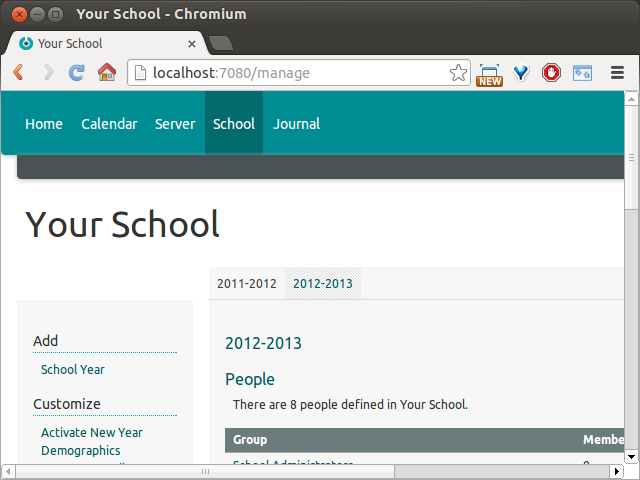 Your School - Chromium
Your School
localhost:7080/manage
NEW
Home Calendar Server School Journal
Your School
2011-2012 2012-2013
Add
School Year
Customize
Activate New Year
Demographics
2012-2013
People
There are 8 people defined in Your School.
Group Membe
School Administrators